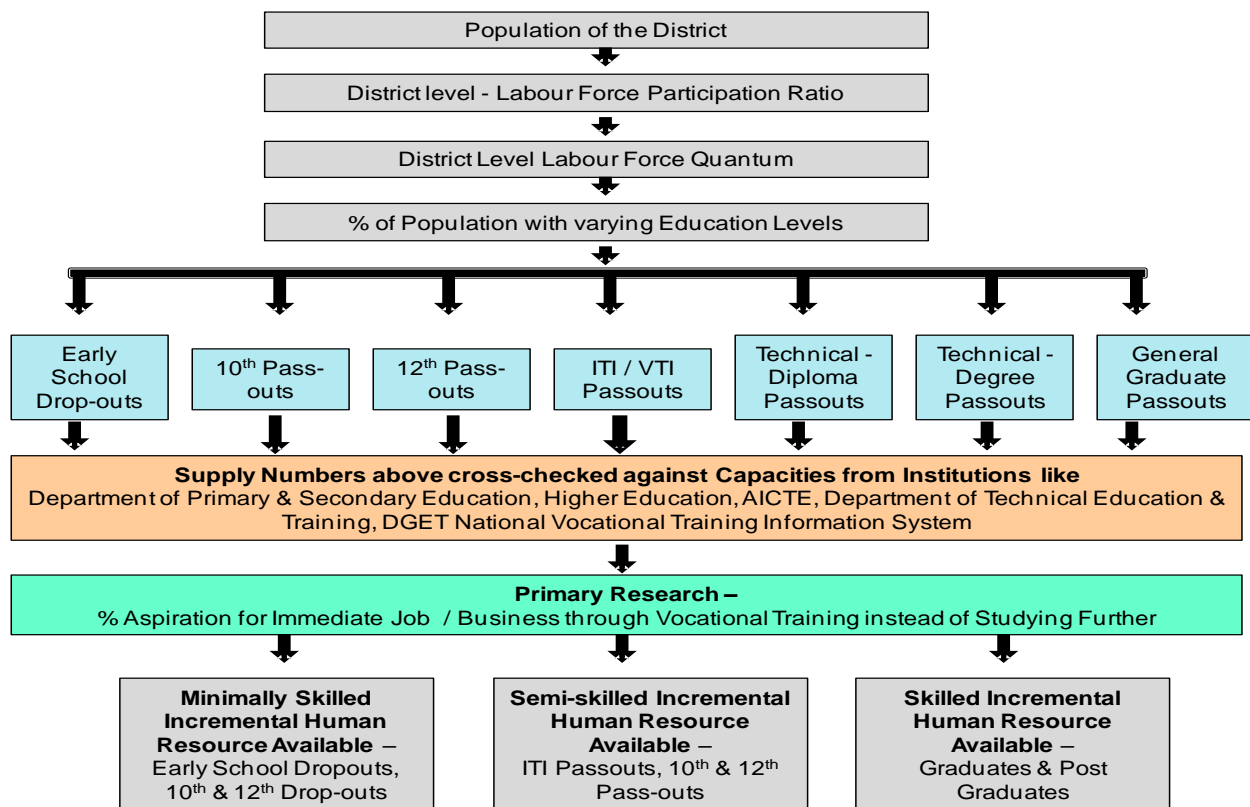 Population of the District
District level - Labour Force Participation Ratio
District Level Labour Force Quantum
% of Population with varying Education Levels
Early
School
Drop-outs
10th Pass-
outs
12th Pass-
outs
ITI / VTI
Passouts
Technical -
Diploma
Passouts
Technical -
Degree
Passouts
General
Graduate
Passouts
Supply Numbers above cross-checked against Capacities from Institutions like
Department of Primary & Secondary Education, Higher Education, AICTE, Department of Technical Education &
Training, DGET National Vocational Training Information System
Primary Research –
% Aspiration for Immediate Job / Business through Vocational Training instead of Studying Further
Minimally Skilled
Incremental Human
Resource Available –
Early School Dropouts,
10th & 12th Drop-outs
Semi-skilled Incremental
Human Resource
Available –
ITI Passouts, 10th & 12th
Pass-outs
Skilled Incremental
Human Resource
Available –
Graduates & Post
Graduates